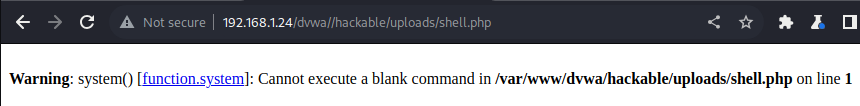 Not secure | 192.168.1.24/dvwa//hackable/uploads/shell.php
Warning: system() [function.system]: Cannot execute a blank command in /var/www/dvwa/hackable/uploads/shell.php on line 1